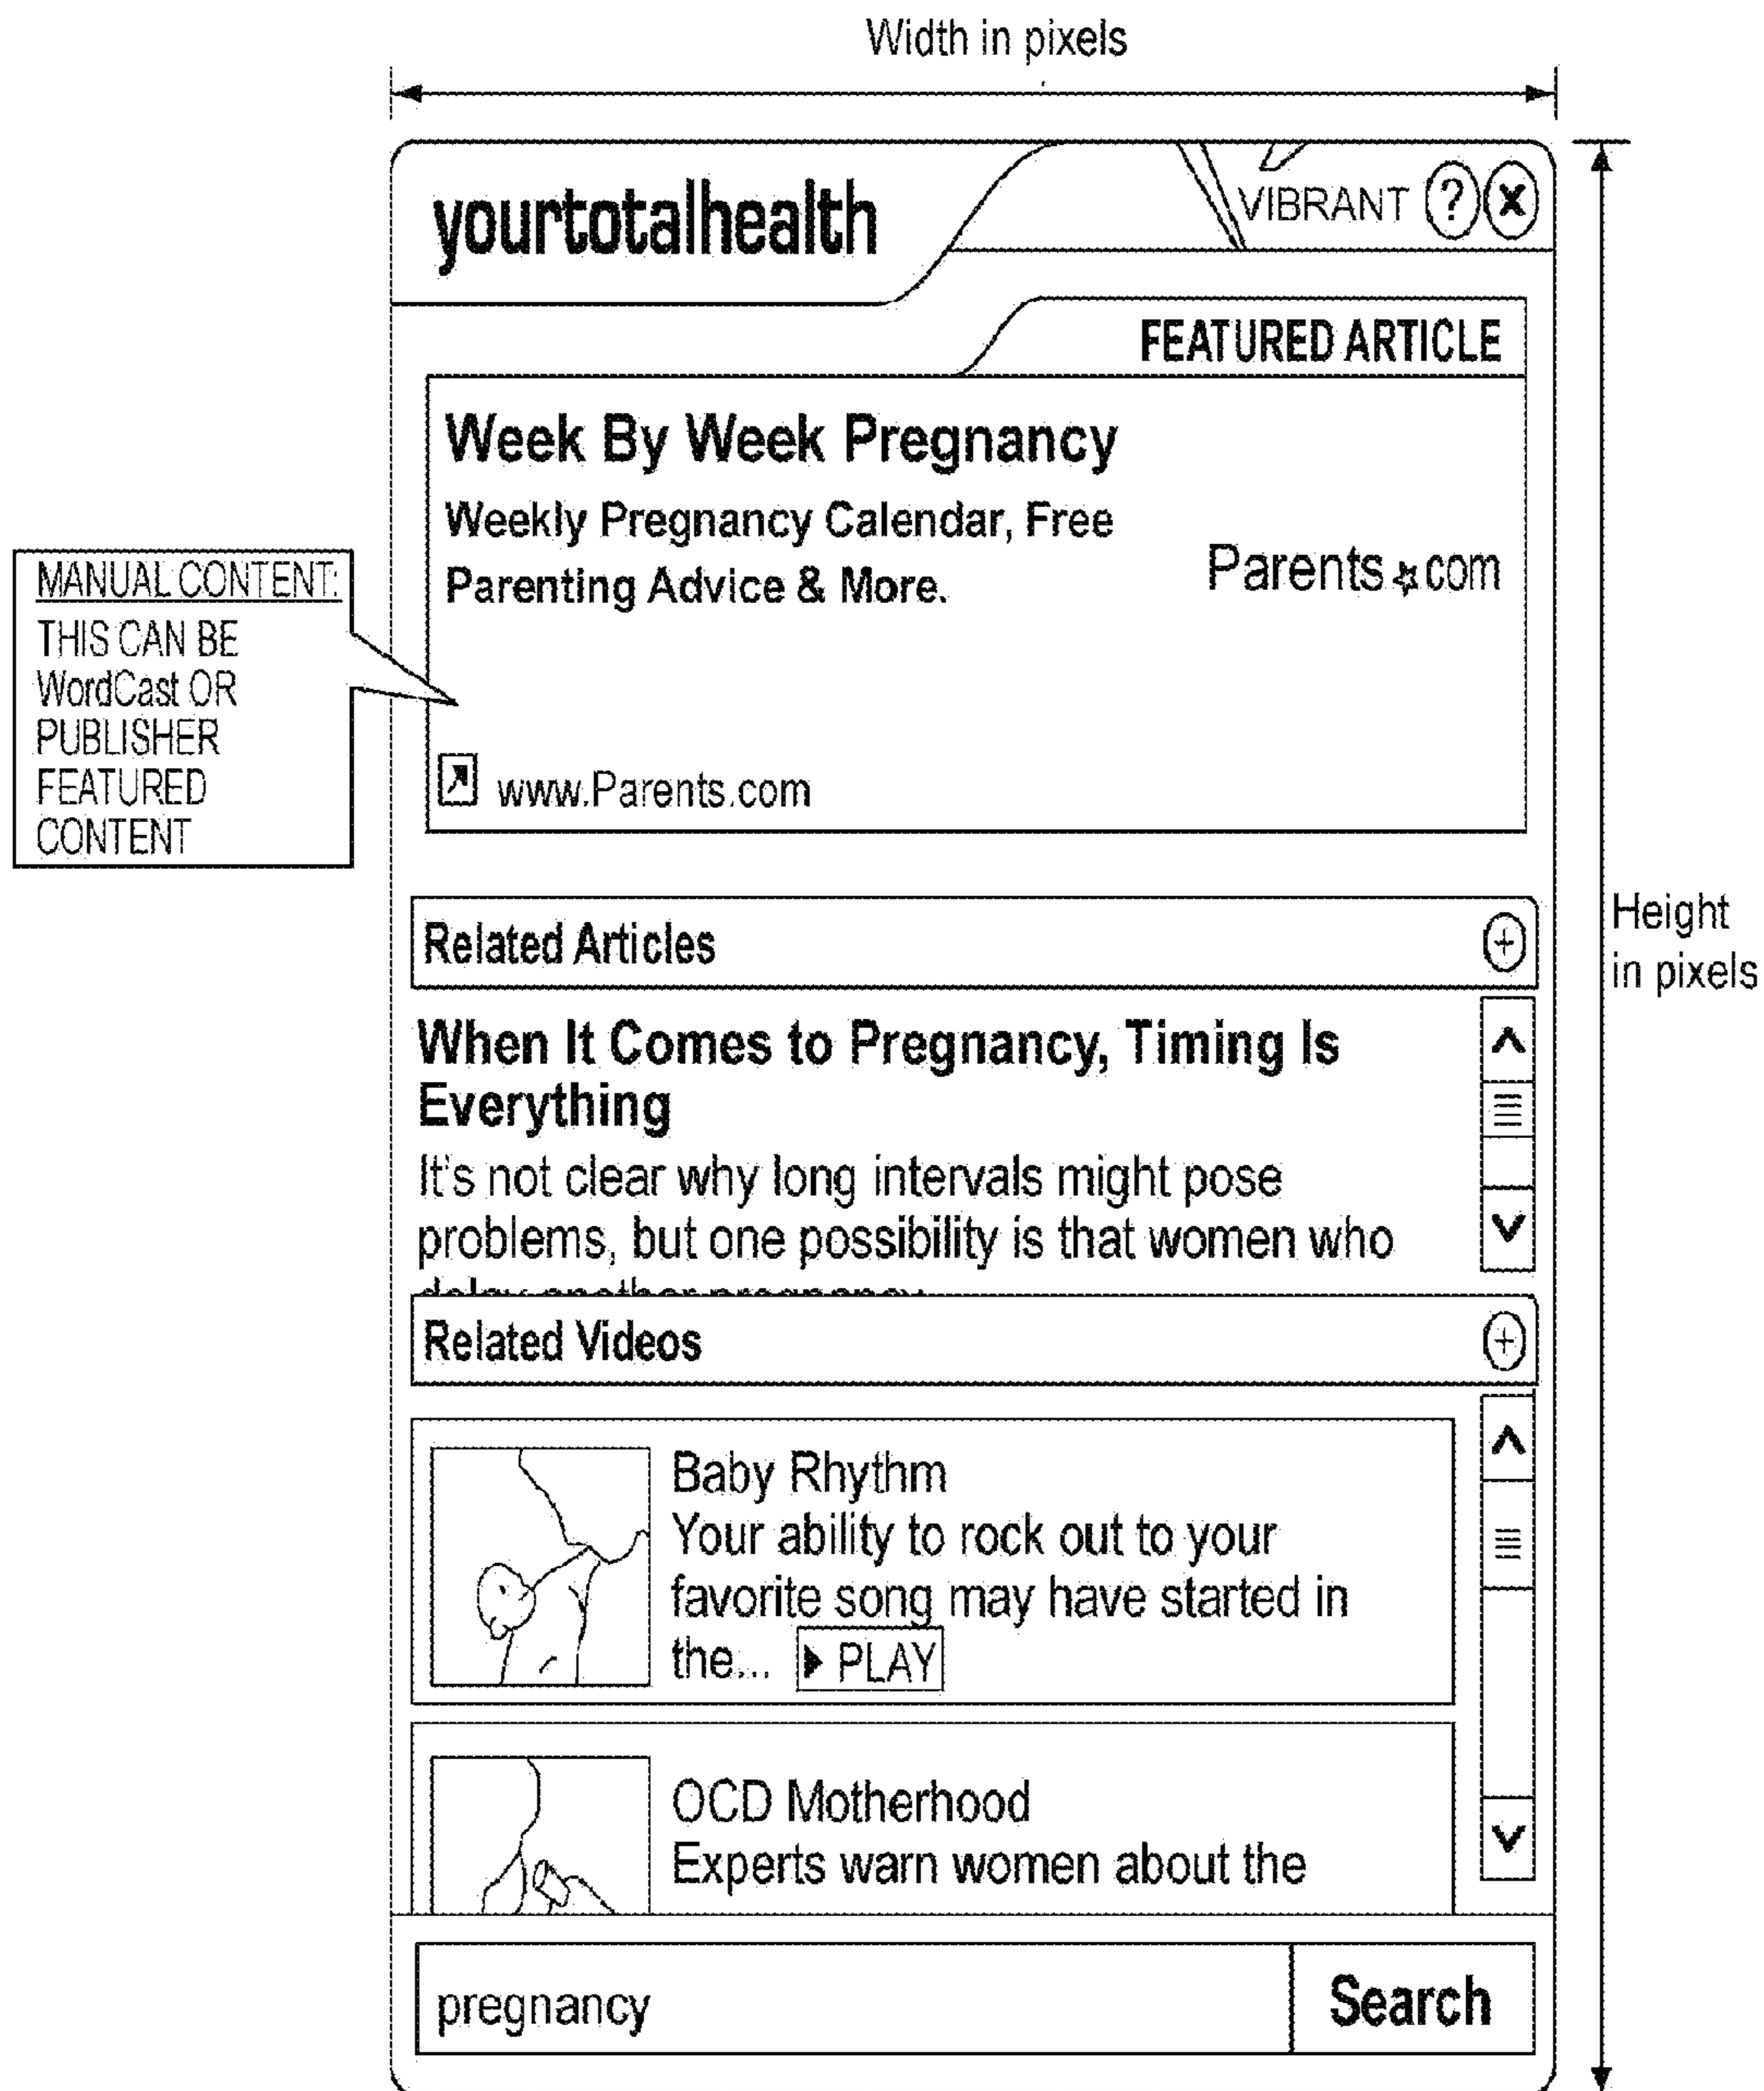 Width in pixels
yourtotalhealth
VIBRANT ? X
FEATURED ARTICLE
Week By Week Pregnancy
Weekly Pregnancy Calendar, Free
Parenting Advice & More.
Parents☆com
www.Parents.com
MANUAL CONTENT:
THIS CAN BE
WordCast OR
PUBLISHER
FEATURED
CONTENT
Height
in pixels
Related Articles
When It Comes to Pregnancy, Timing Is
Everything
It's not clear why long intervals might pose
problems, but one possibility is that women who
delay another pregnancy
Related Videos
Baby Rhythm
Your ability to rock out to your
favorite song may have started in
the... PLAY
OCD Motherhood
Experts warn women about the
pregnancy
Search